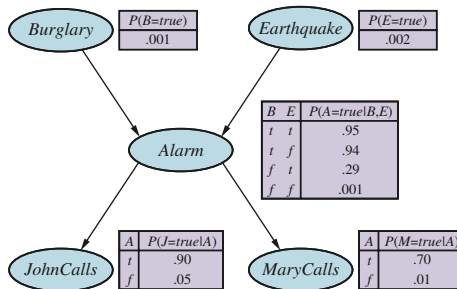 Burglary
P(B=true)
.001
Earthquake
P(E=true)
.002
B E P(A=true|B,E)
t t .95
t f .94
f t .29
f f .001
Alarm
A P(J=true|A)
t .90
f .05
JohnCalls
A P(M=true|A)
t .70
f .01
MaryCalls